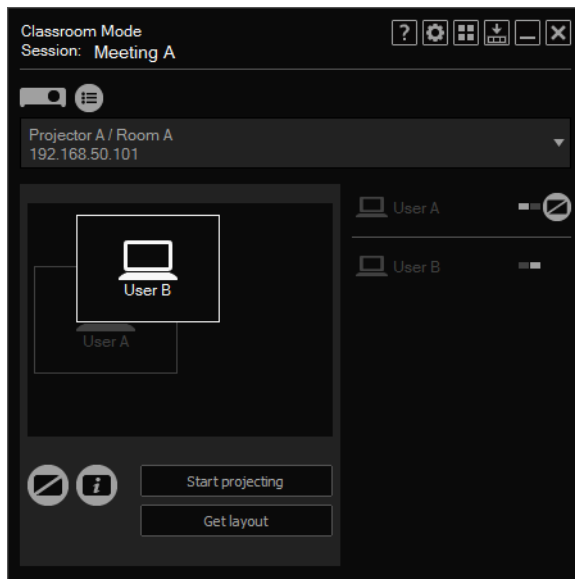 Classroom Mode
Session: Meeting A
?
Projector A / Room A
192.168.50.101
User B
User A
User A
User B
i
Start projecting
Get layout